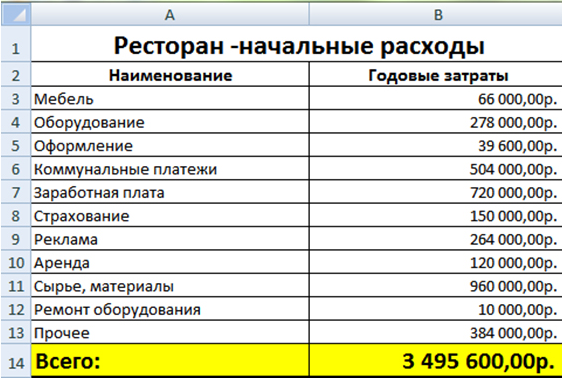 A B
1 Ресторан -начальные расходы
2 Наименование Годовые затраты
3 Мебель 66 000,00р.
4 Оборудование 278 000,00р.
5 Оформление 39 600,00р.
6 Коммунальные платежи 504 000,00р.
7 Заработная плата 720 000,00р.
8 Страхование 150 000,00р.
9 Реклама 264 000,00р.
10 Аренда 120 000,00р.
11 Сырье, материалы 960 000,00р.
12 Ремонт оборудования 10 000,00р.
13 Прочее 384 000,00р.
14 Всего: 3 495 600,00р.